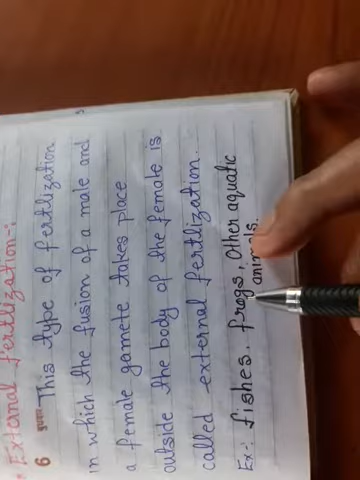 • External fertilization :-
6 This type of fertilization
in which the fusion of a male and
a female gamete takes place
outside the body of the female is
called external fertilization.
Ex:- fishes. frogs, Other aquatic
animals.